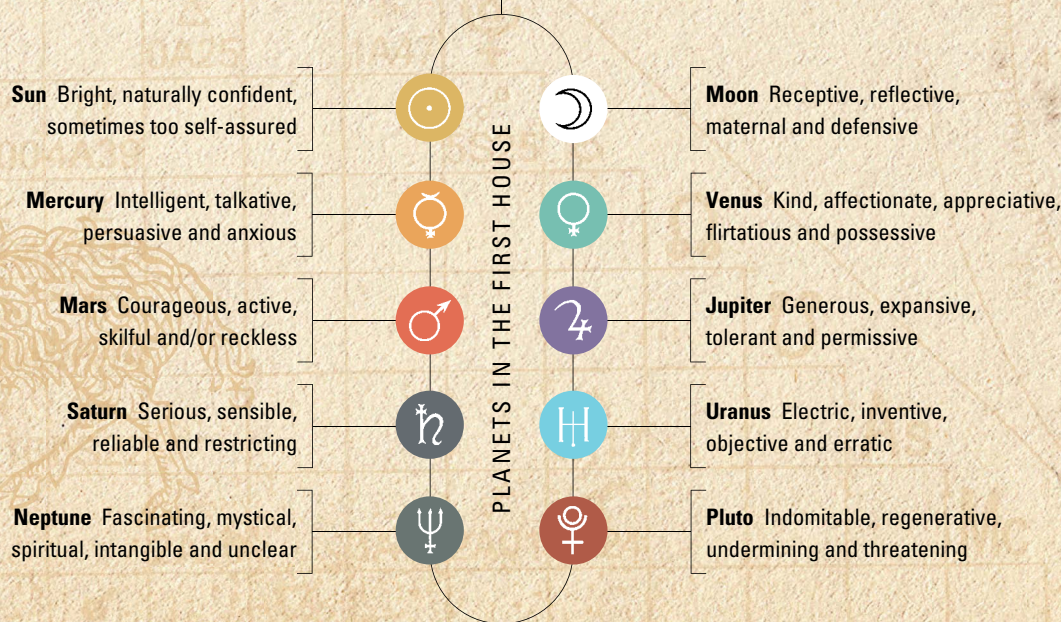 Sun Bright, naturally confident,
sometimes too self-assured
Moon Receptive, reflective,
maternal and defensive
Mercury Intelligent, talkative,
persuasive and anxious
Venus Kind, affectionate, appreciative,
flirtatious and possessive
Mars Courageous, active,
skilful and/or reckless
Jupiter Generous, expansive,
tolerant and permissive
Saturn Serious, sensible,
reliable and restricting
Uranus Electric, inventive,
objective and erratic
Neptune Fascinating, mystical,
spiritual, intangible and unclear
Pluto Indomitable, regenerative,
undermining and threatening
PLANETS IN THE FIRST HOUSE